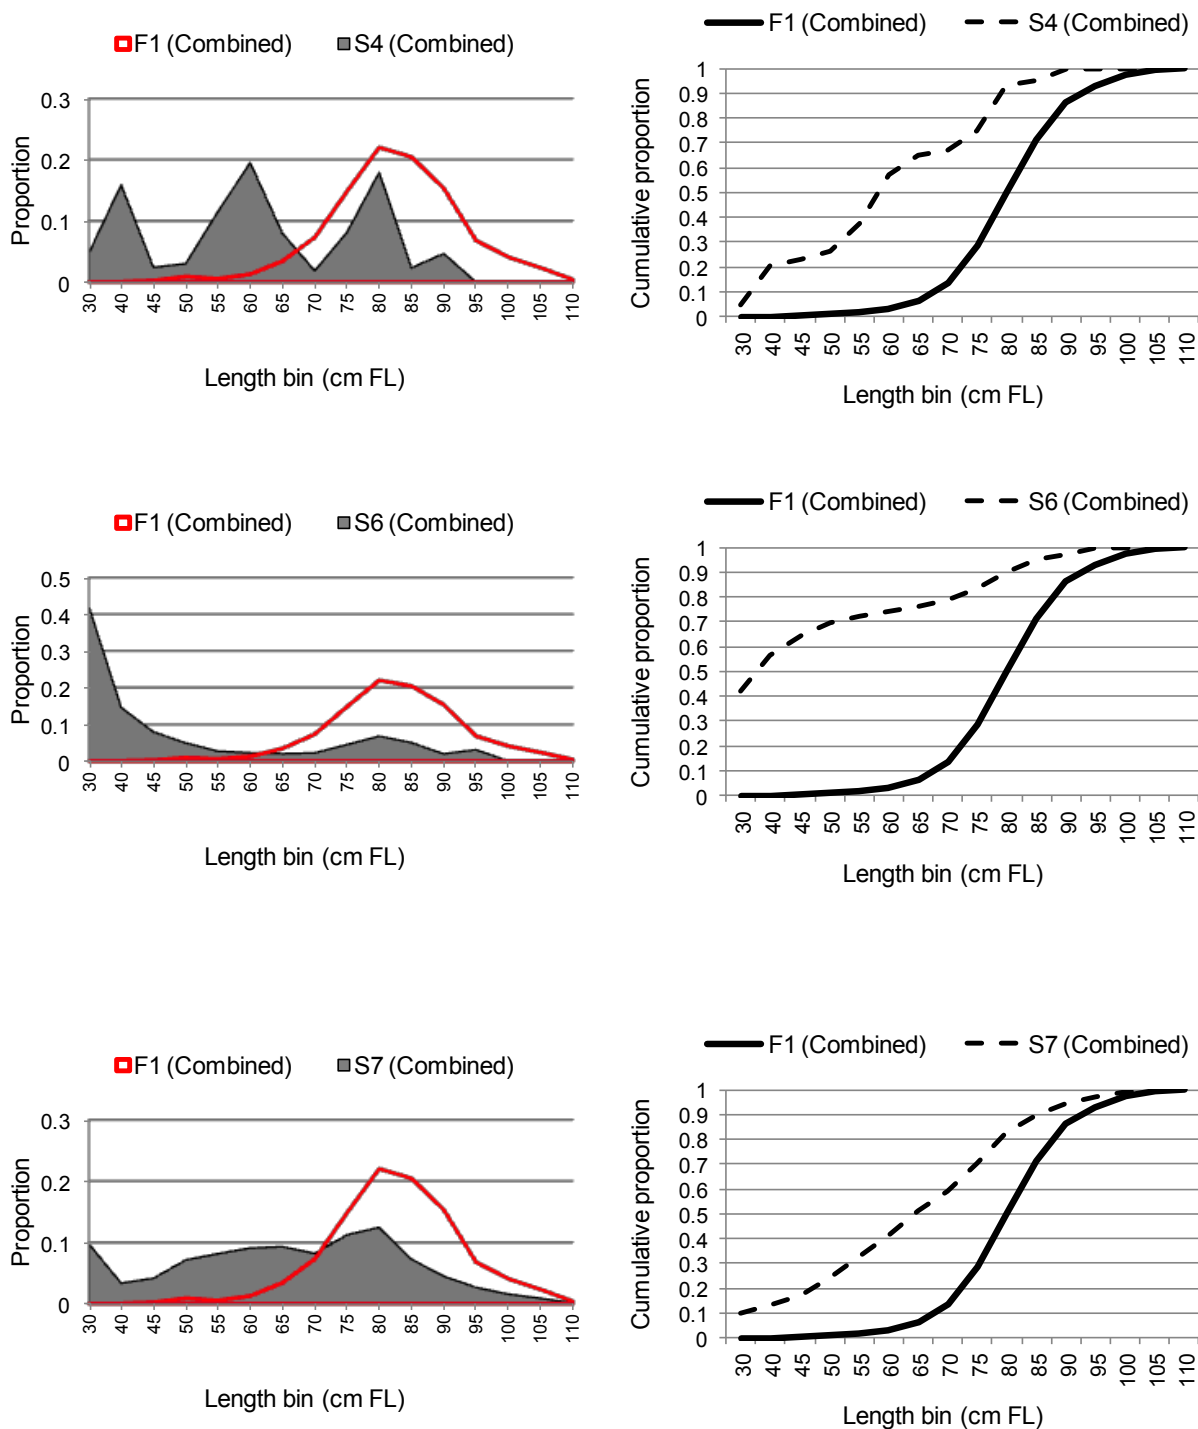 F1 (Combined) S4 (Combined)
0.3
0.2
0.1
0
Proportion
30 40 45 50 55 60 65 70 75 80 85 90 95 100 105 110
Length bin (cm FL)
F1 (Combined) S4 (Combined)
1
0.9
0.8
0.7
0.6
0.5
0.4
0.3
0.2
0.1
0
Cumulative proportion
30 40 45 50 55 60 65 70 75 80 85 90 95 100 105 110
Length bin (cm FL)
F1 (Combined) S6 (Combined)
0.5
0.4
0.3
0.2
0.1
0
Proportion
30 40 45 50 55 60 65 70 75 80 85 90 95 100 105 110
Length bin (cm FL)
F1 (Combined) S6 (Combined)
1
0.9
0.8
0.7
0.6
0.5
0.4
0.3
0.2
0.1
0
Cumulative proportion
30 40 45 50 55 60 65 70 75 80 85 90 95 100 105 110
Length bin (cm FL)
F1 (Combined) S7 (Combined)
0.3
0.2
0.1
0
Proportion
30 40 45 50 55 60 65 70 75 80 85 90 95 100 105 110
Length bin (cm FL)
F1 (Combined) S7 (Combined)
1
0.9
0.8
0.7
0.6
0.5
0.4
0.3
0.2
0.1
0
Cumulative proportion
30 40 45 50 55 60 65 70 75 80 85 90 95 100 105 110
Length bin (cm FL)